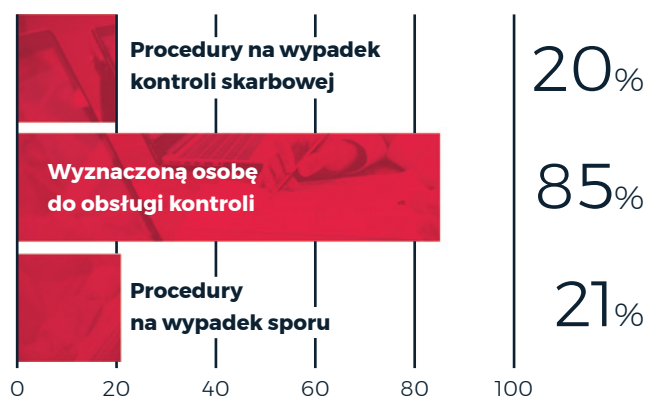 Procedury na wypadek
kontroli skarbowej
20%
Wyznaczoną osobę
do obsługi kontroli
85%
Procedury
na wypadek sporu
21%
0 20 40 60 80 100